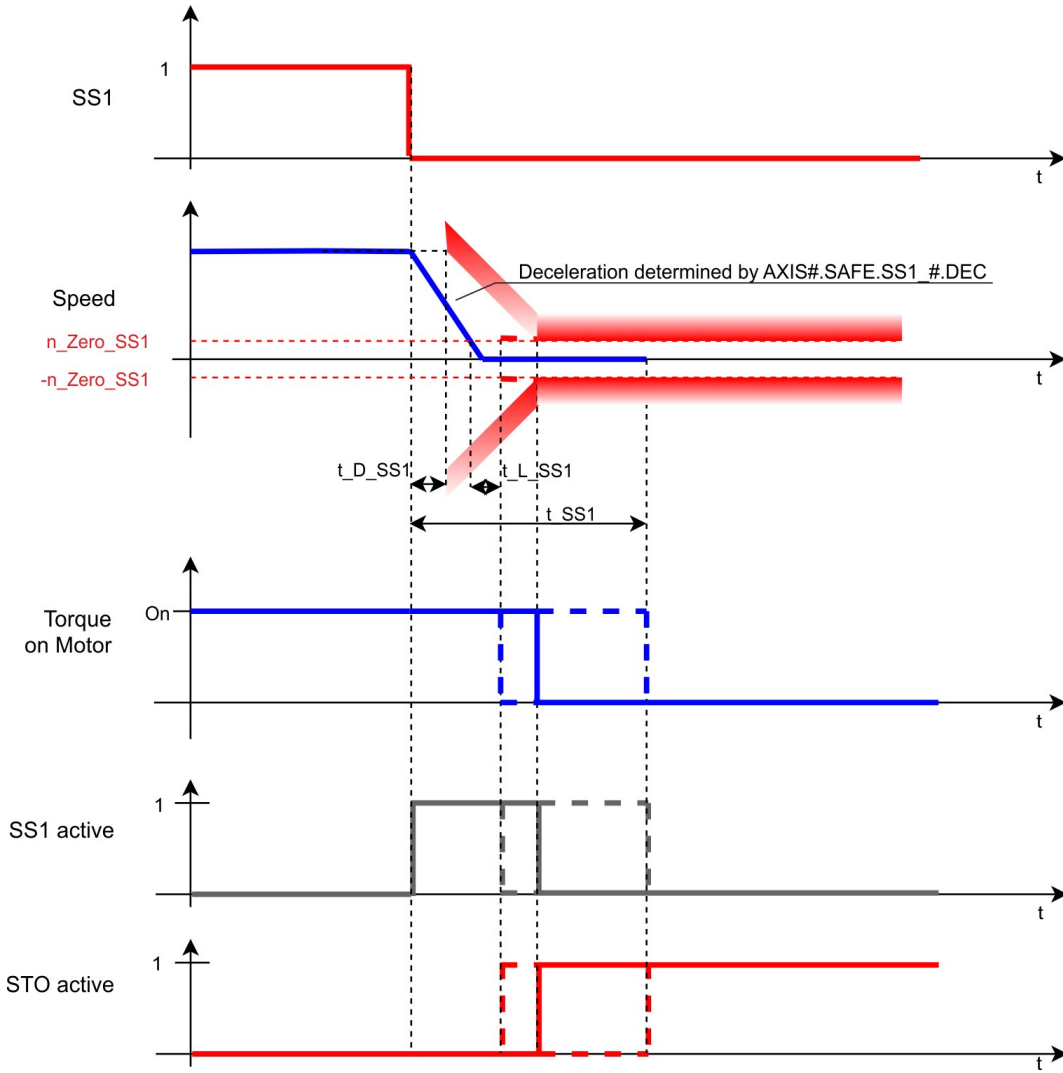 1
SS1
t
Deceleration determined by AXIS#.SAFE.SS1_#.DEC
Speed
n_Zero_SS1
-n_Zero_SS1
t
t_D_SS1
t_L_SS1
t_SS1
On
Torque
on Motor
t
1
SS1 active
t
1
STO active
t